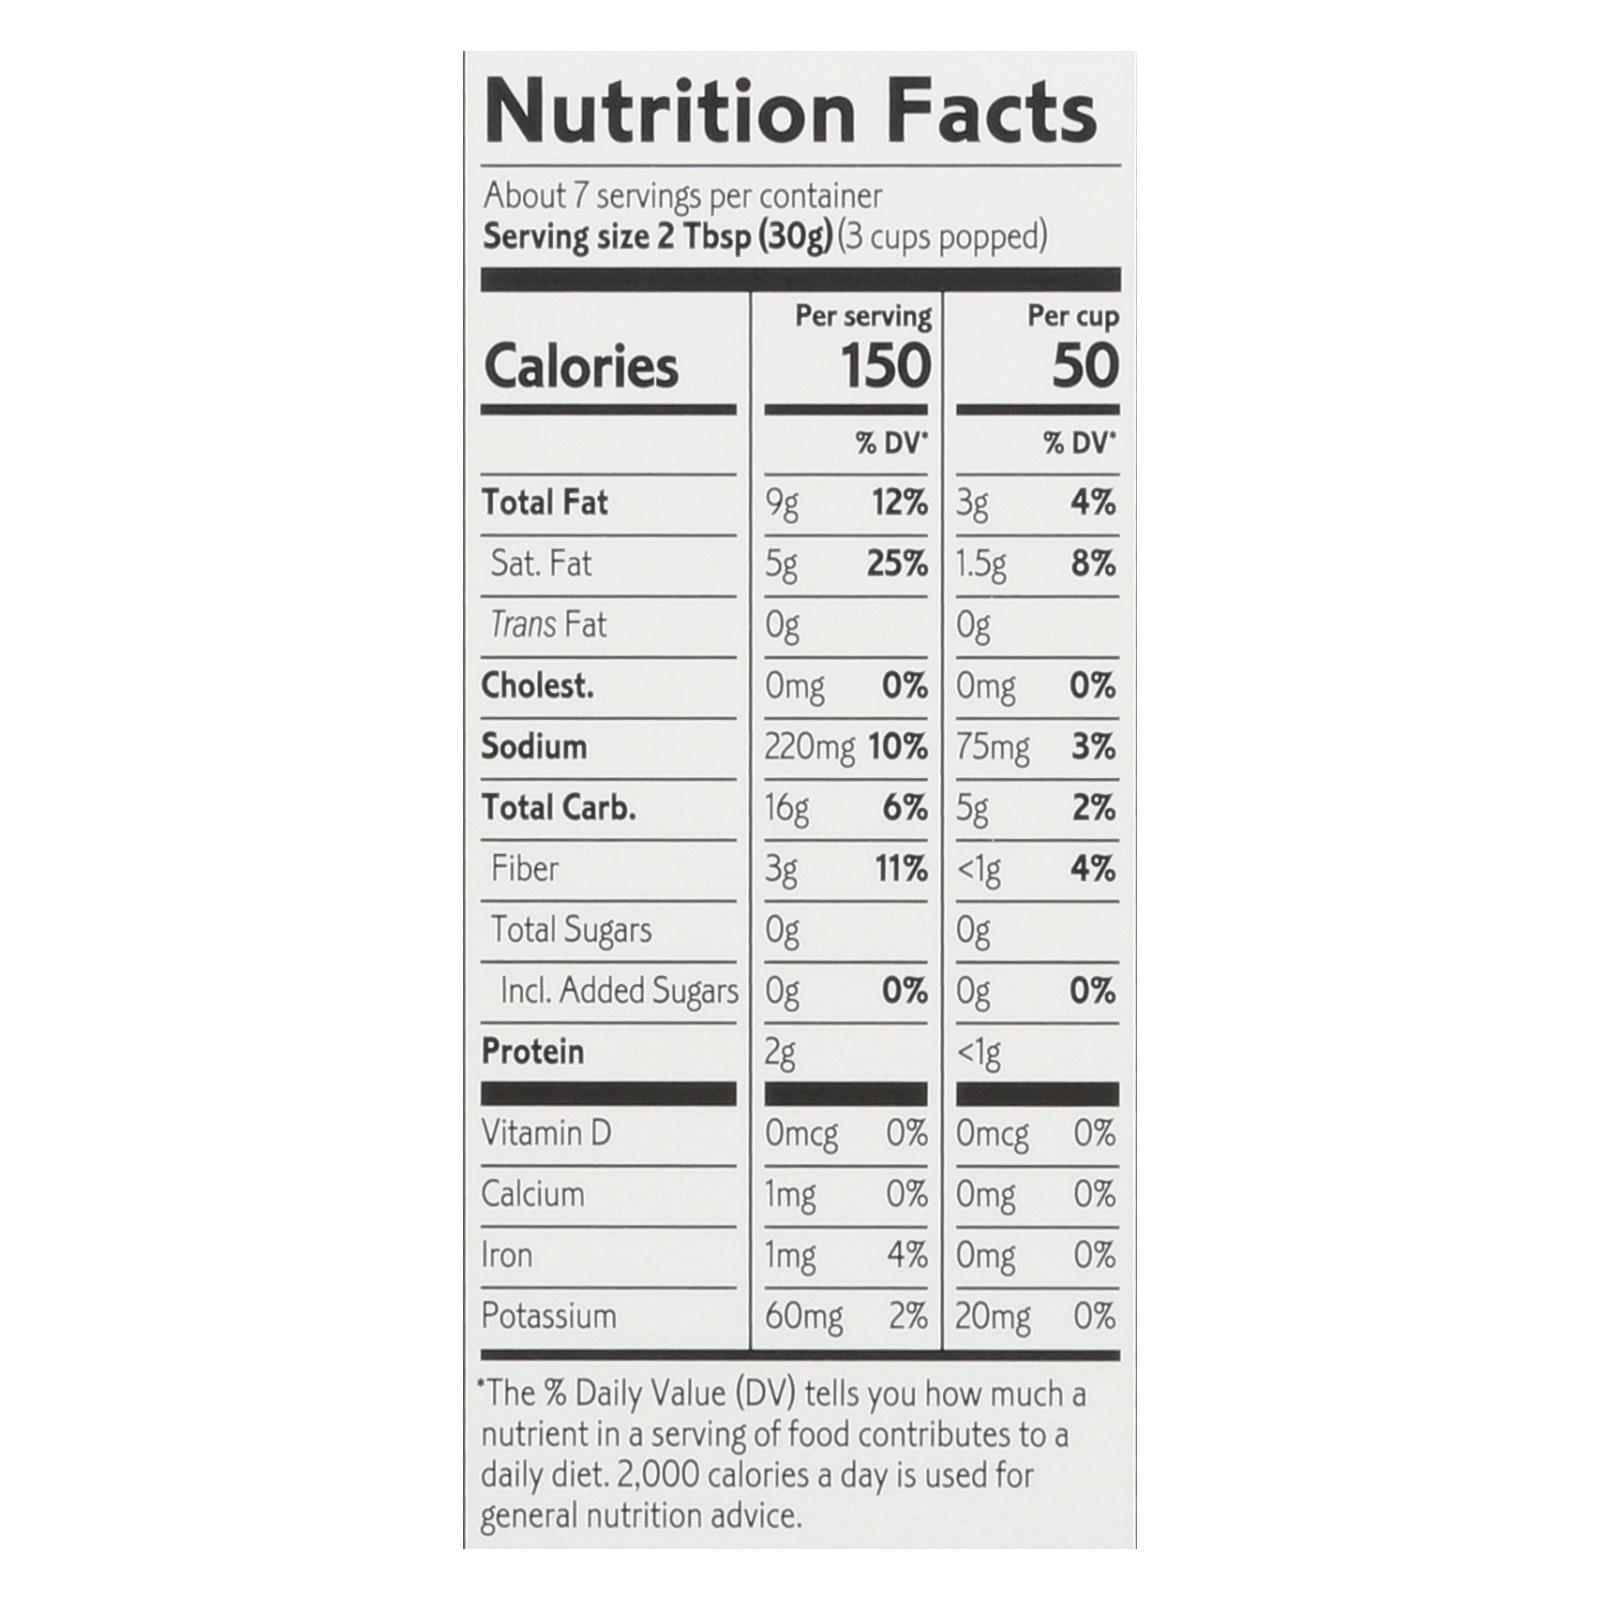 Nutrition Facts
About 7 servings per container
Serving size 2 Tbsp (30g) (3 cups popped)
Per serving Per cup
Calories 150 50
% DV* % DV*
Total Fat 9g 12% 3g 4%
Sat. Fat 5g 25% 1.5g 8%
Trans Fat 0g 0g
Cholest. 0mg 0% 0mg 0%
Sodium 220mg 10% 75mg 3%
Total Carb. 16g 6% 5g 2%
Fiber 3g 11% <1g 4%
Total Sugars 0g 0g
Incl. Added Sugars 0g 0% 0g 0%
Protein 2g <1g
Vitamin D 0mcg 0% 0mcg 0%
Calcium 1mg 0% 0mg 0%
Iron 1mg 4% 0mg 0%
Potassium 60mg 2% 20mg 0%
*The % Daily Value (DV) tells you how much a
nutrient in a serving of food contributes to a
daily diet. 2,000 calories a day is used for
general nutrition advice.